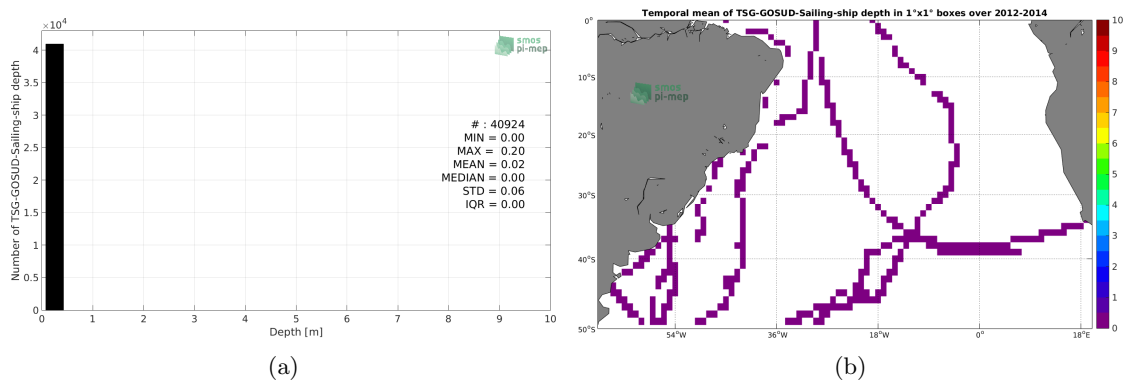 ×10⁴
4
3.5
3
2.5
2
1.5
1
0.5
0
Number of TSG-GOSUD-Sailing-ship depth
smos
pi-mep
# : 40924
MIN = 0.00
MAX = 0.20
MEAN = 0.02
MEDIAN = 0.00
STD = 0.06
IQR = 0.00
0 1 2 3 4 5 6 7 8 9 10
Depth [m]
(a)
Temporal mean of TSG-GOSUD-Sailing-ship depth in 1°x1° boxes over 2012-2014
smos
pi-mep
0°
10°S
20°S
30°S
40°S
50°S
54°W 36°W 18°W 0° 18°E
10
9
8
7
6
5
4
3
2
1
0
(b)